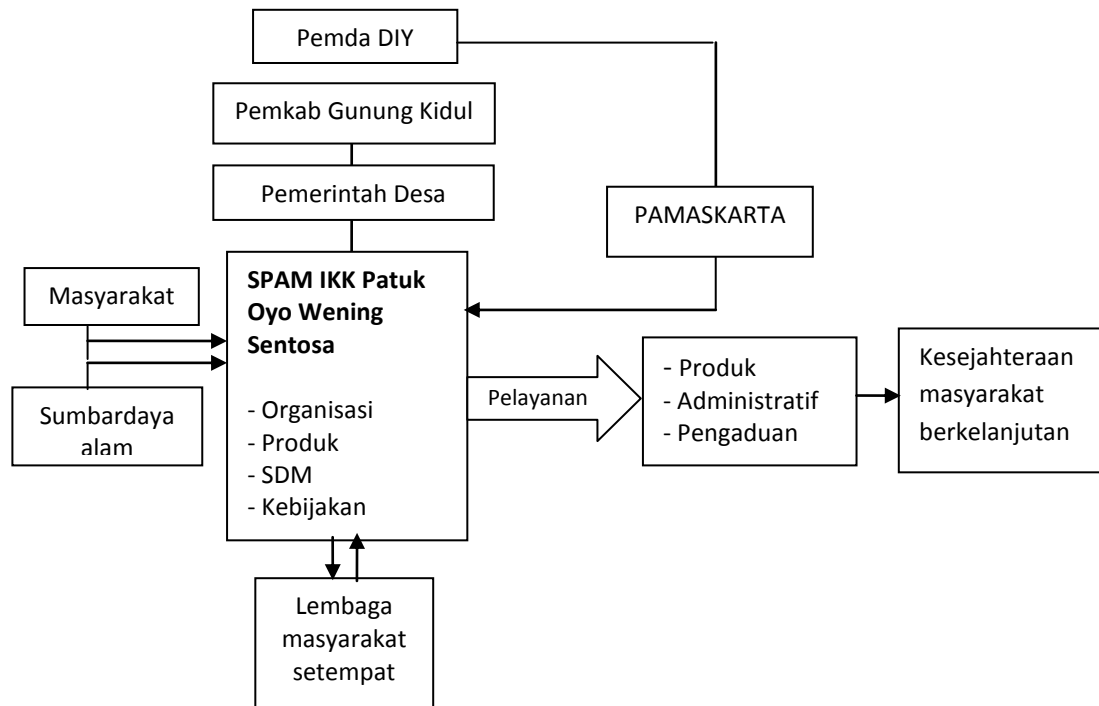 Pemda DIY
Pemkab Gunung Kidul
Pemerintah Desa
PAMASKARTA
Masyarakat
Sumbardaya
alam
SPAM IKK Patuk
Oyo Wening
Sentosa
- Organisasi
- Produk
- SDM
- Kebijakan
Pelayanan
- Produk
- Administratif
- Pengaduan
Kesejahteraan
masyarakat
berkelanjutan
Lembaga
masyarakat
setempat